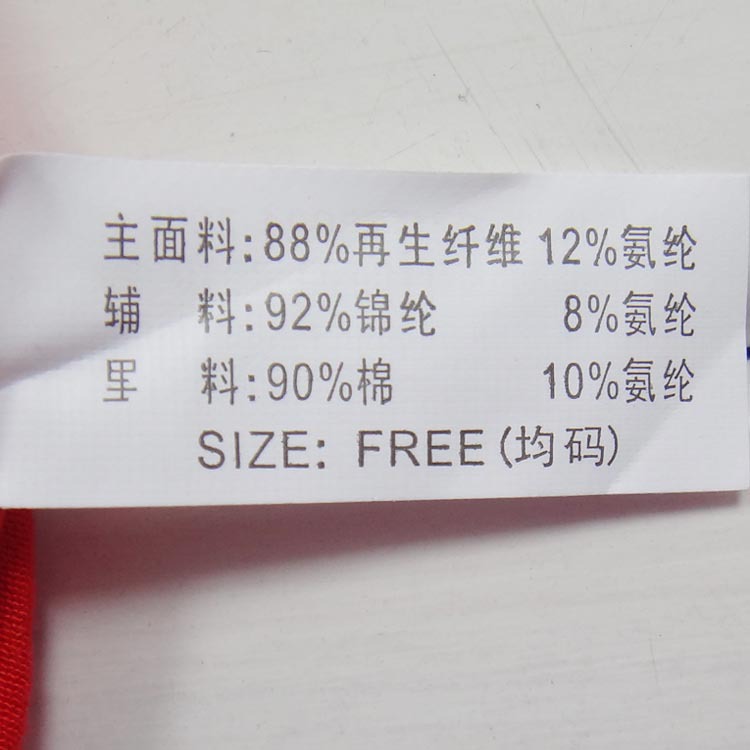 主面料:88%再生纤维 12%氨纶
辅 料:92%锦纶 8%氨纶
里 料:90%棉 10%氨纶
SIZE: FREE(均码)